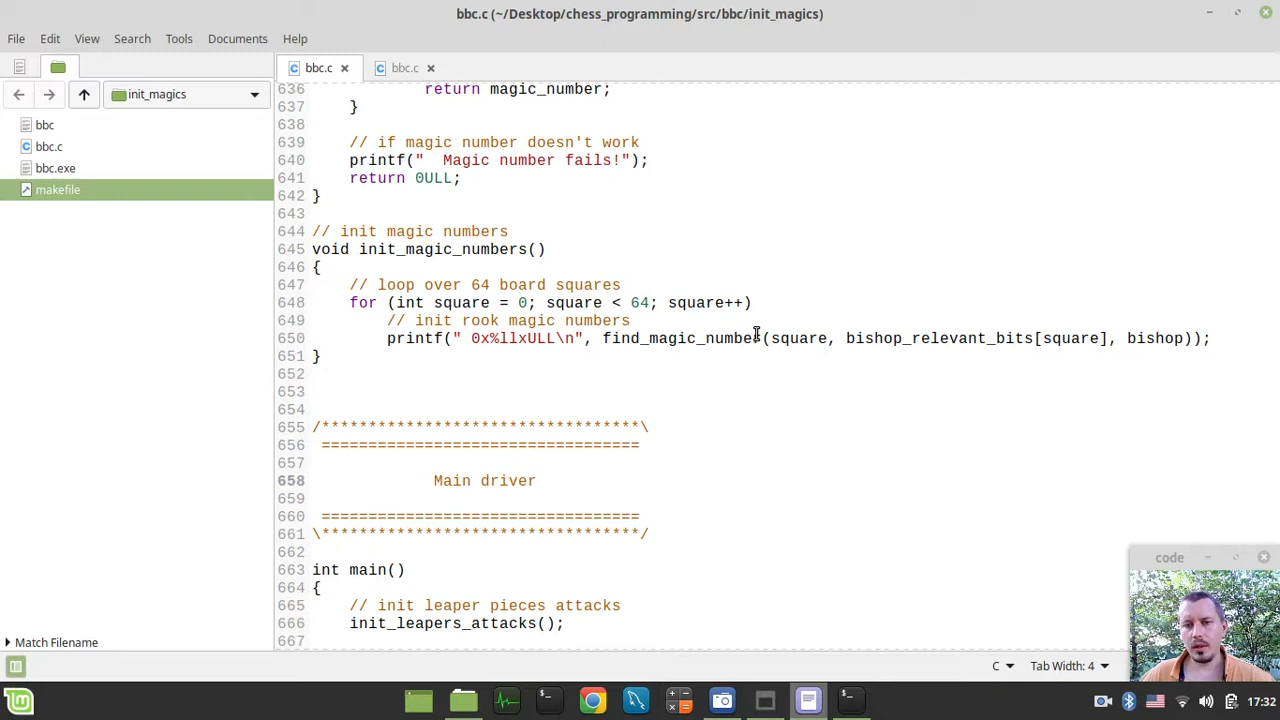 bbc.c (~/Desktop/chess_programming/src/bbc/init_magics)
File Edit View Search Tools Documents Help
bbc.c
bbc.c
init_magics
bbc
bbc.c
bbc.exe
makefile
636 return magic_number;
637 }
638
639 // if magic number doesn't work
640 printf("  Magic number fails!");
641 return 0ULL;
642 }
643
644 // init magic numbers
645 void init_magic_numbers()
646 {
647 // loop over 64 board squares
648 for (int square = 0; square < 64; square++)
649 // init rook magic numbers
650 printf(" 0x%llxULL\n", find_magic_number(square, bishop_relevant_bits[square], bishop));
651 }
652
653
654
655 /**********************************\
656 ==================================
657
658 Main driver
659
660 ==================================
661 \**********************************/
662
663 int main()
664 {
665 // init leaper pieces attacks
666 init_leapers_attacks();
667
code
Match Filename
C
Tab Width: 4
17:32